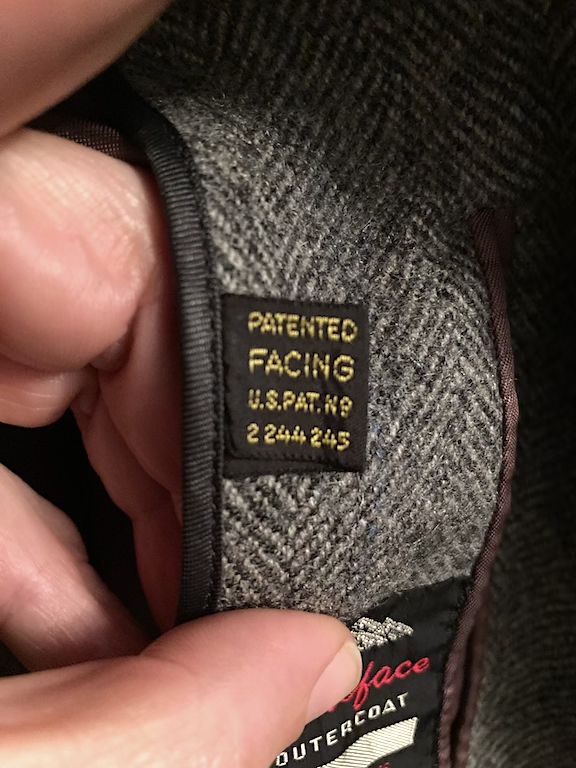 PATENTED
FACING
U.S.PAT.Nº
2 244 245
OUTERCOAT